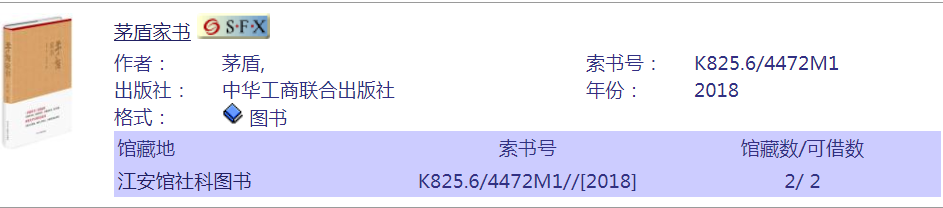 茅盾家书 S·F·X
作者： 茅盾, 索书号： K825.6/4472M1
出版社： 中华工商联合出版社 年份： 2018
格式： 图书
馆藏地 索书号 馆藏数/可借数
江安馆社科图书 K825.6/4472M1//[2018] 2/ 2